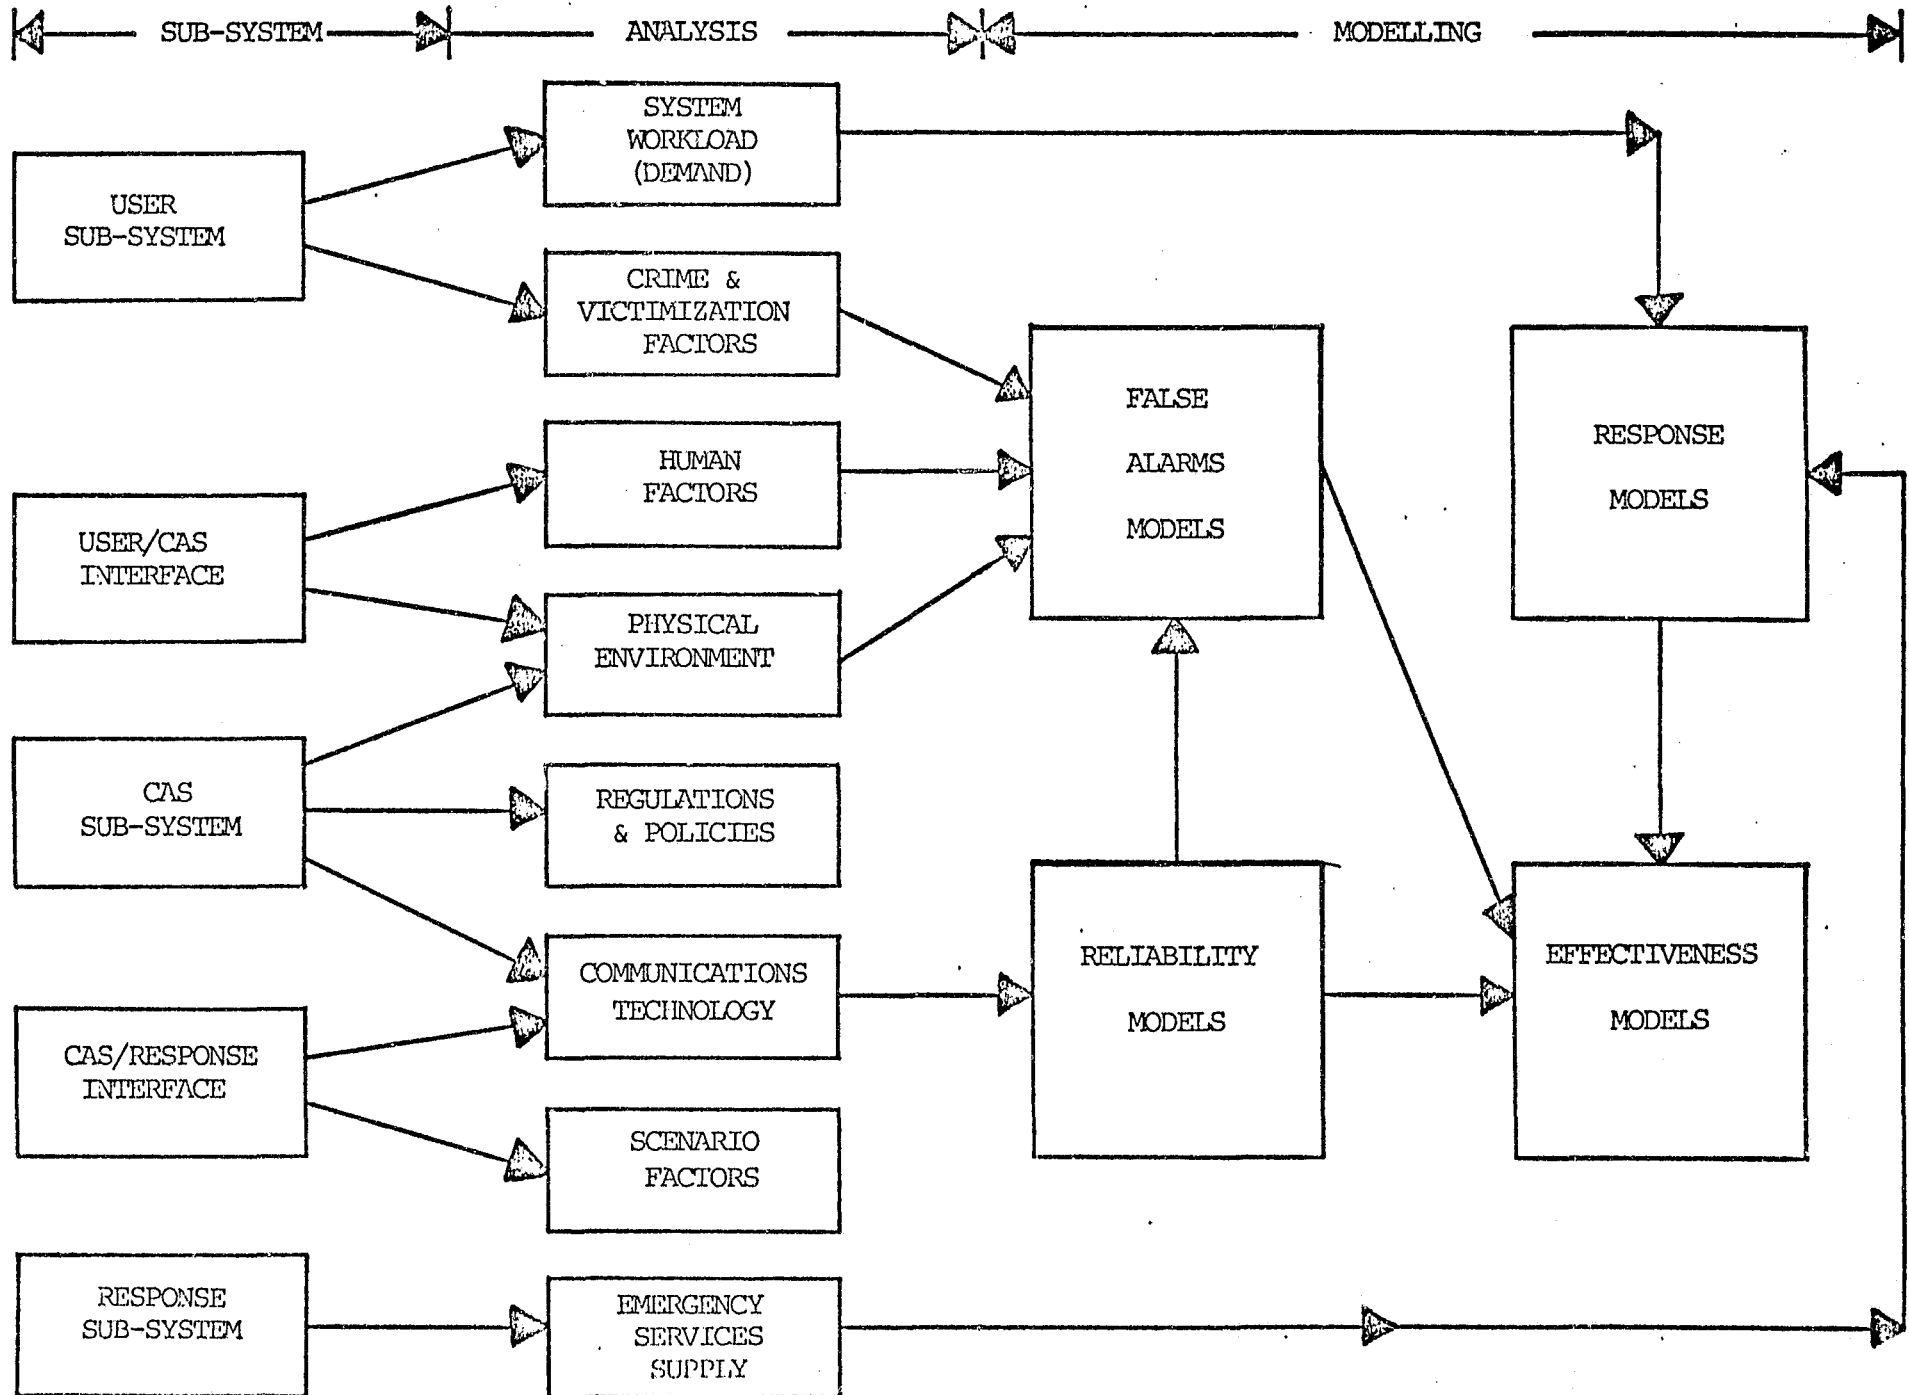 SUB-SYSTEM
ANALYSIS
MODELLING
USER
SUB-SYSTEM
USER/CAS
INTERFACE
CAS
SUB-SYSTEM
CAS/RESPONSE
INTERFACE
RESPONSE
SUB-SYSTEM
SYSTEM
WORKLOAD
(DEMAND)
CRIME &
VICTIMIZATION
FACTORS
HUMAN
FACTORS
PHYSICAL
ENVIRONMENT
REGULATIONS
& POLICIES
COMMUNICATIONS
TECHNOLOGY
SCENARIO
FACTORS
EMERGENCY
SERVICES
SUPPLY
FALSE
ALARMS
MODELS
RELIABILITY
MODELS
RESPONSE
MODELS
EFFECTIVENESS
MODELS